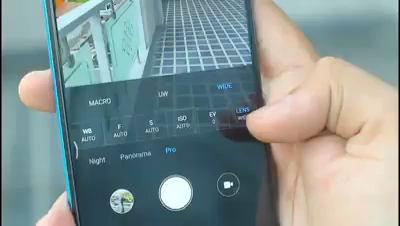 MACRO UW WIDE
WB F S ISO EV LENS
AUTO AUTO AUTO AUTO 0
Night Panorama Pro